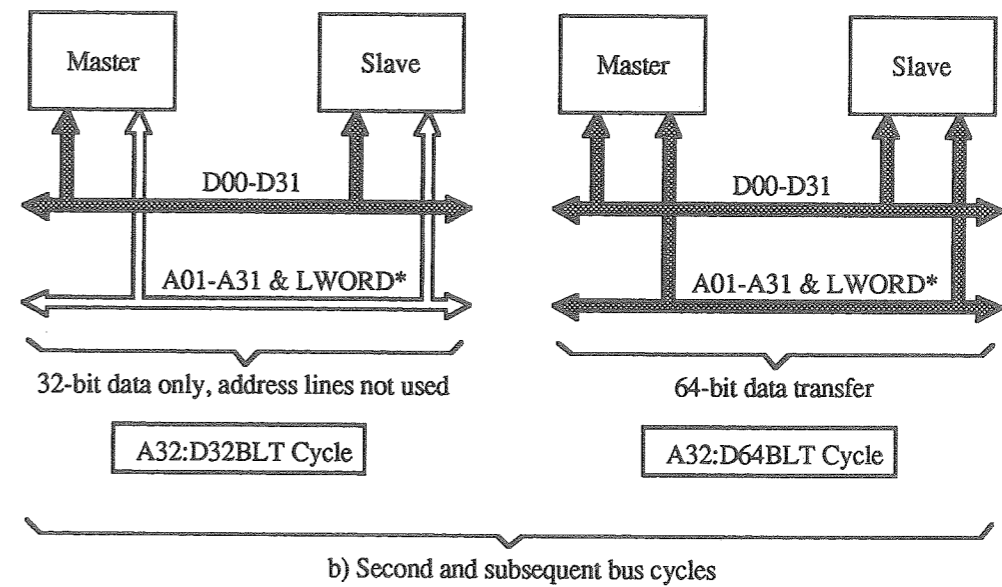 Master
Slave
Master
Slave
D00-D31
D00-D31
A01-A31 & LWORD*
A01-A31 & LWORD*
32-bit data only, address lines not used
64-bit data transfer
A32:D32BLT Cycle
A32:D64BLT Cycle
b) Second and subsequent bus cycles